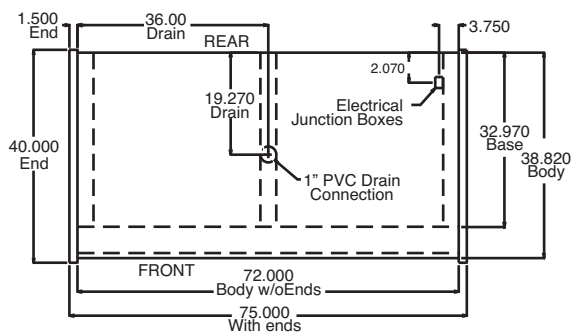 1.500
End
36.00
Drain
REAR
3.750
2.070
19.270
Drain
Electrical
Junction Boxes
40.000
End
32.970
Base
38.820
Body
1” PVC Drain
Connection
FRONT
72.000
Body w/oEnds
75.000
With ends